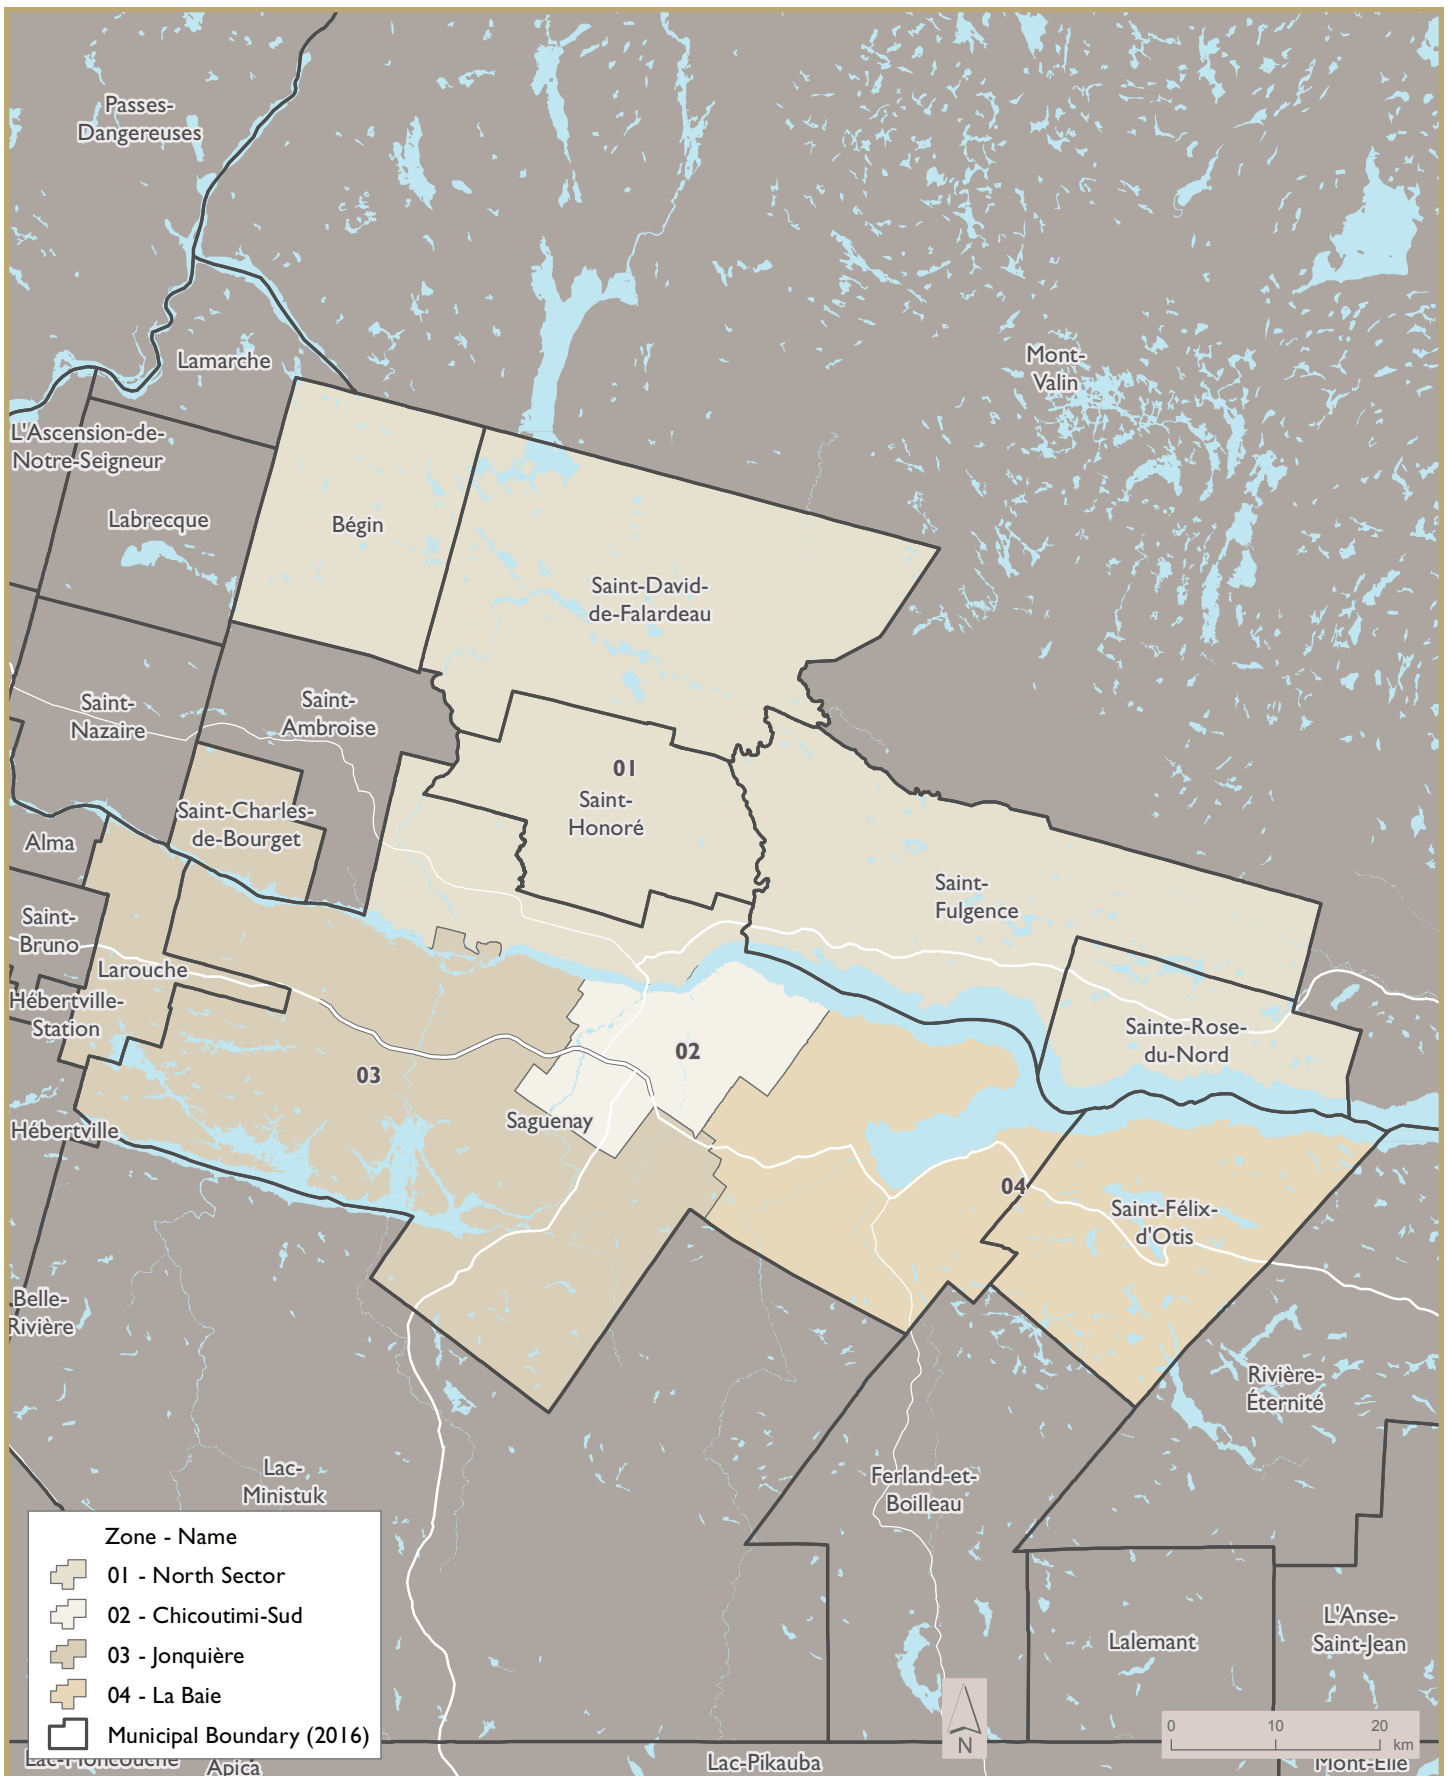 Passes-
Dangereuses
Lamarche
Mont-
Valin
L'Ascension-de-
Notre-Seigneur
Labrecque
Bégin
Saint-David-
de-Falardeau
Saint-
Nazaire
Saint-
Ambroise
01
Saint-
Honoré
Saint-Charles-
de-Bourget
Alma
Saint-
Fulgence
Saint-
Bruno
Larouche
Hébertville-
Station
Sainte-Rose-
du-Nord
02
03
Saguenay
Hébertville
04
Saint-Félix-
d'Otis
Belle-
Rivière
Rivière-
Éternité
Lac-
Ministuk
Ferland-et-
Boilleau
L'Anse-
Saint-Jean
Lalemant
Zone - Name
01 - North Sector
02 - Chicoutimi-Sud
03 - Jonquière
04 - La Baie
Municipal Boundary (2016)
N
0 10 20
km
Lac-Moncouche
Apica
Lac-Pikauba
Mont-Élie